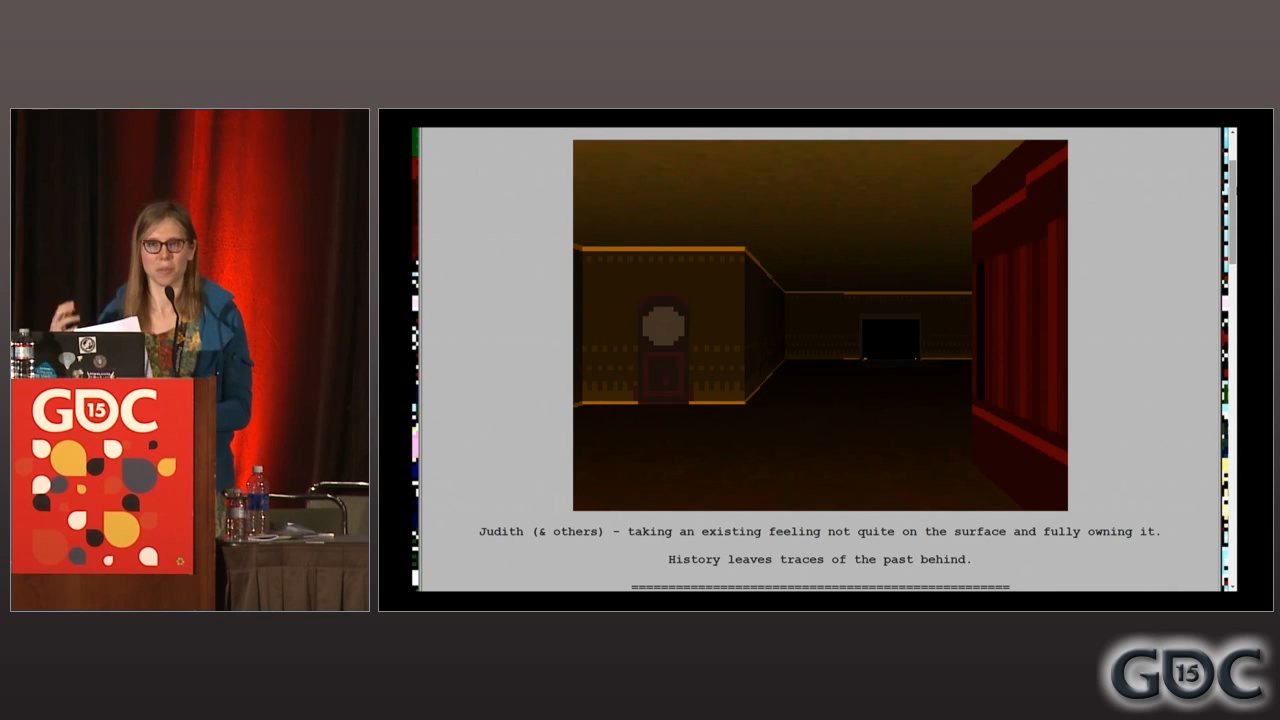 GDC
15
Judith (& others) - taking an existing feeling not quite on the surface and fully owning it.
History leaves traces of the past behind.
==================================================
GDC
15